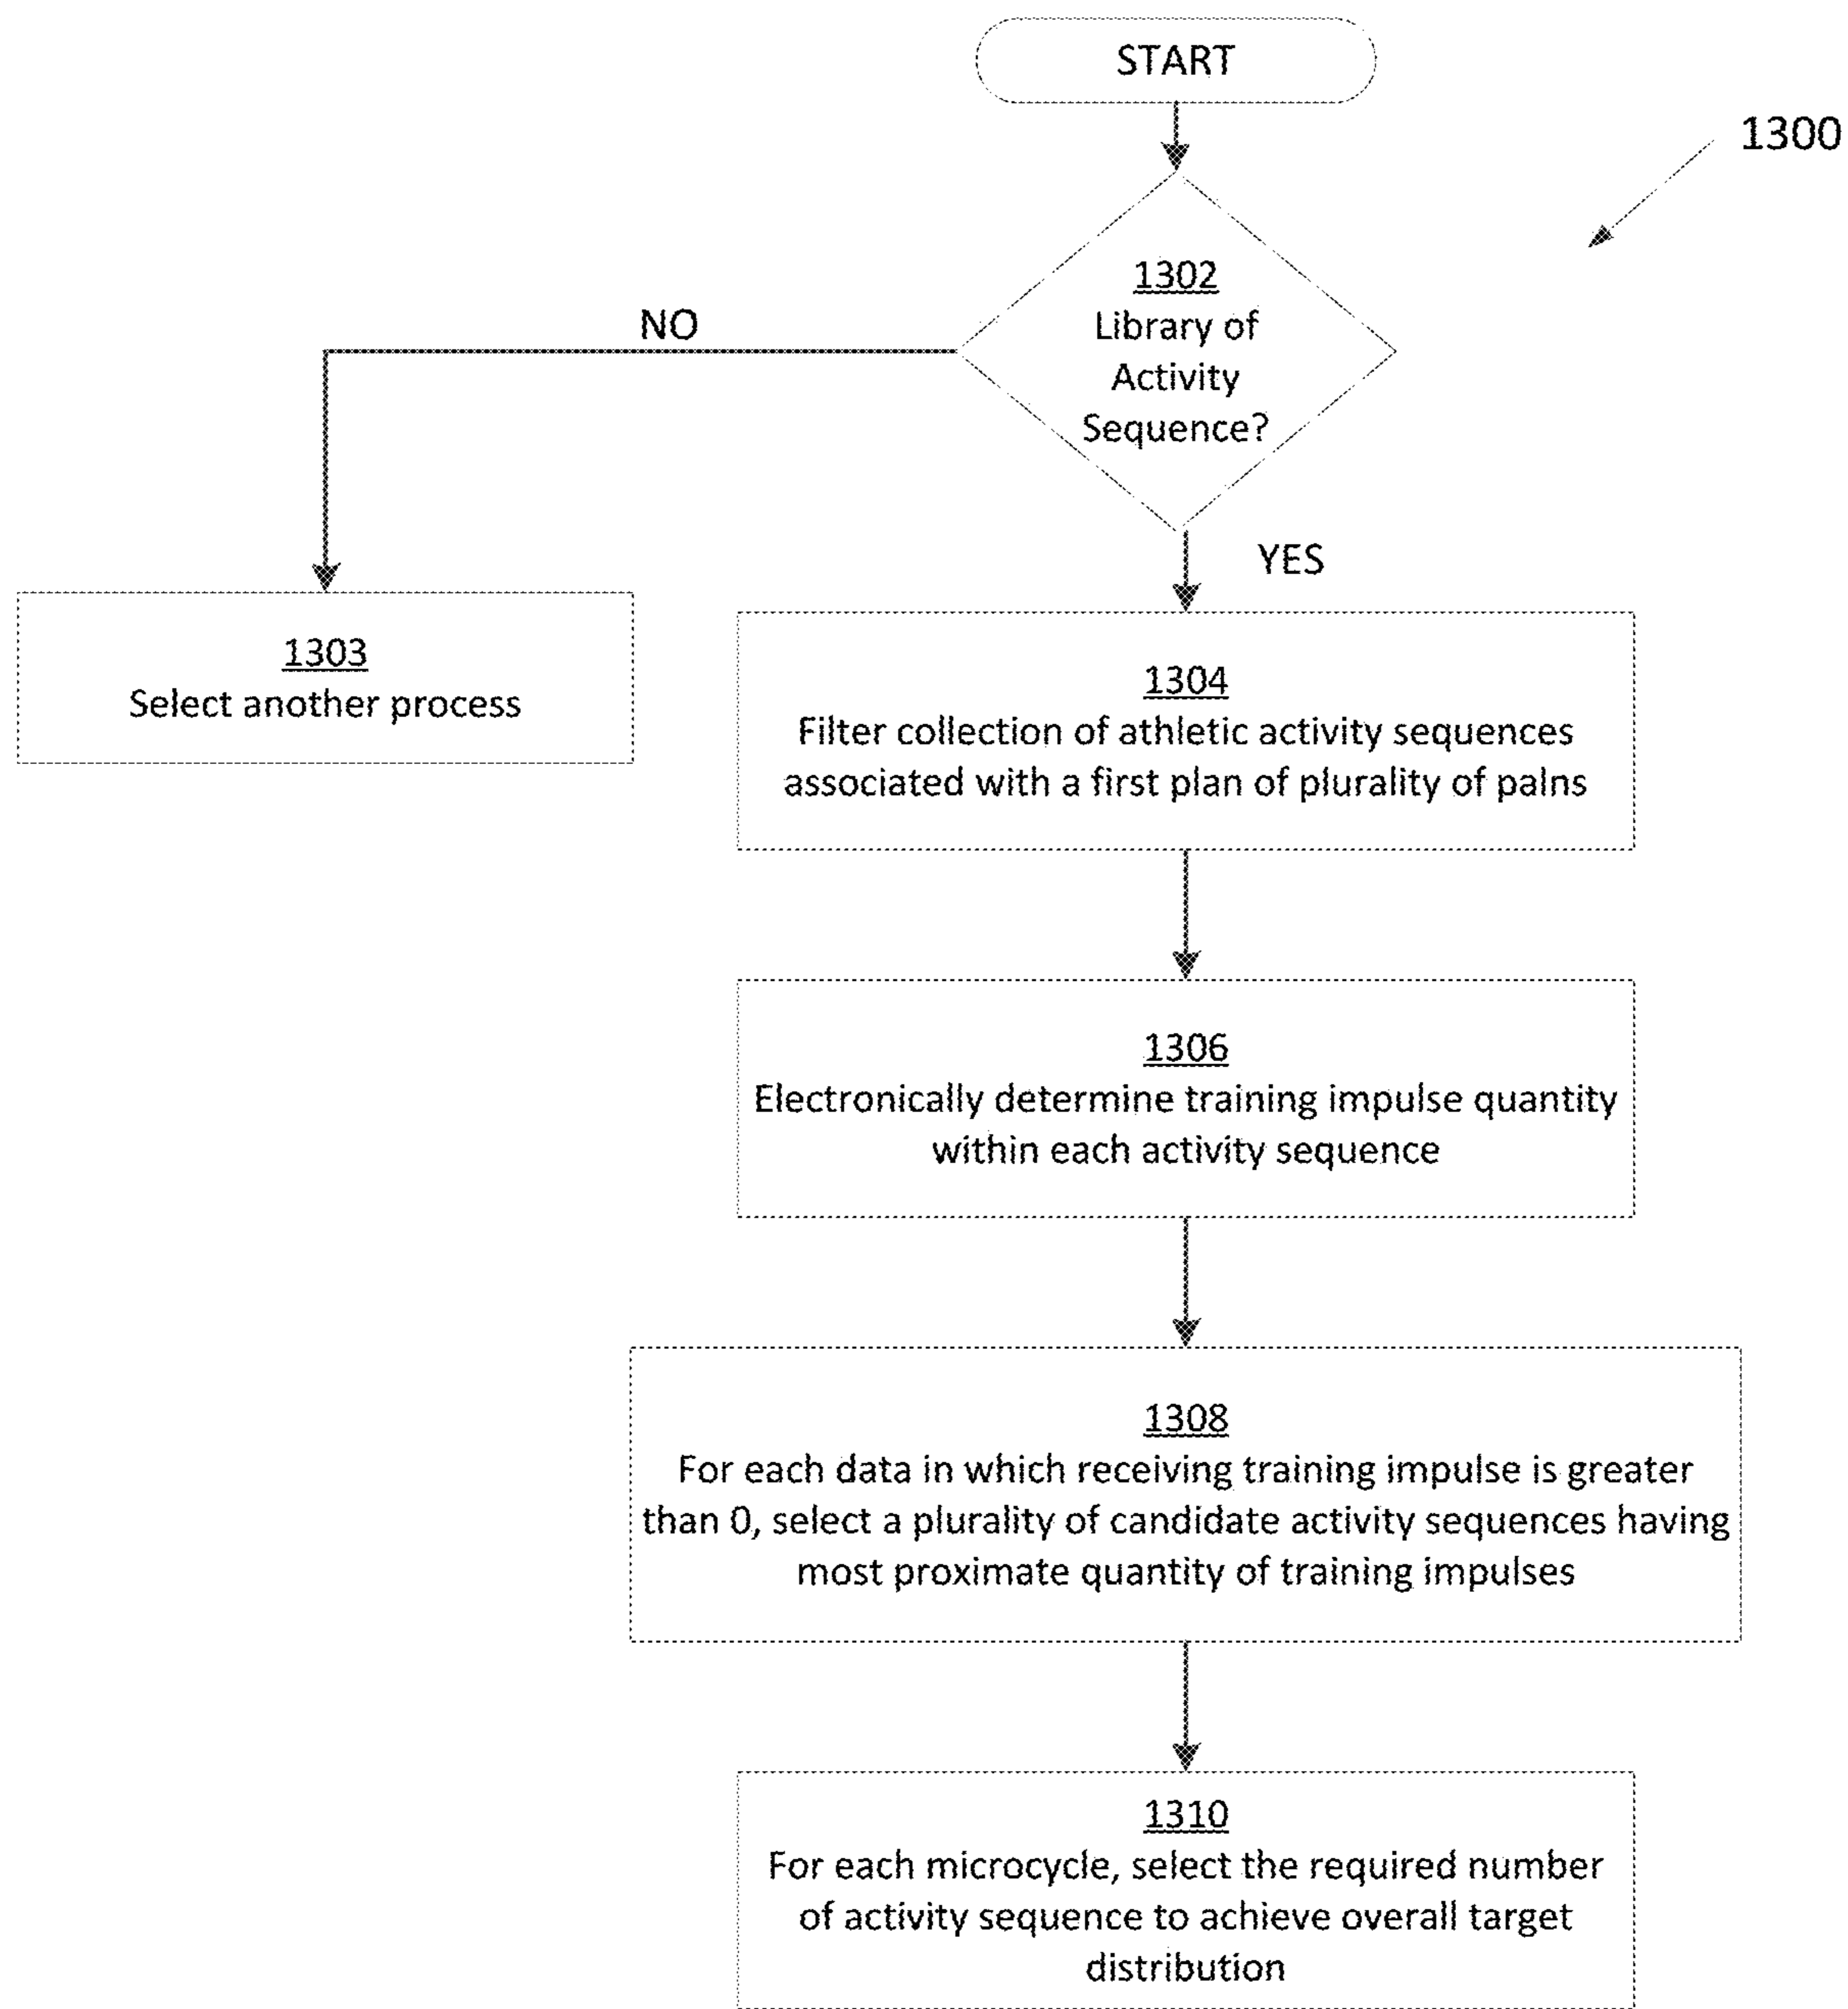 START
1300
1302
Library of
Activity
Sequence?
NO
YES
1303
Select another process
1304
Filter collection of athletic activity sequences
associated with a first plan of plurality of palns
1306
Electronically determine training impulse quantity
within each activity sequence
1308
For each data in which receiving training impulse is greater
than 0, select a plurality of candidate activity sequences having
most proximate quantity of training impulses
1310
For each microcycle, select the required number
of activity sequence to achieve overall target
distribution